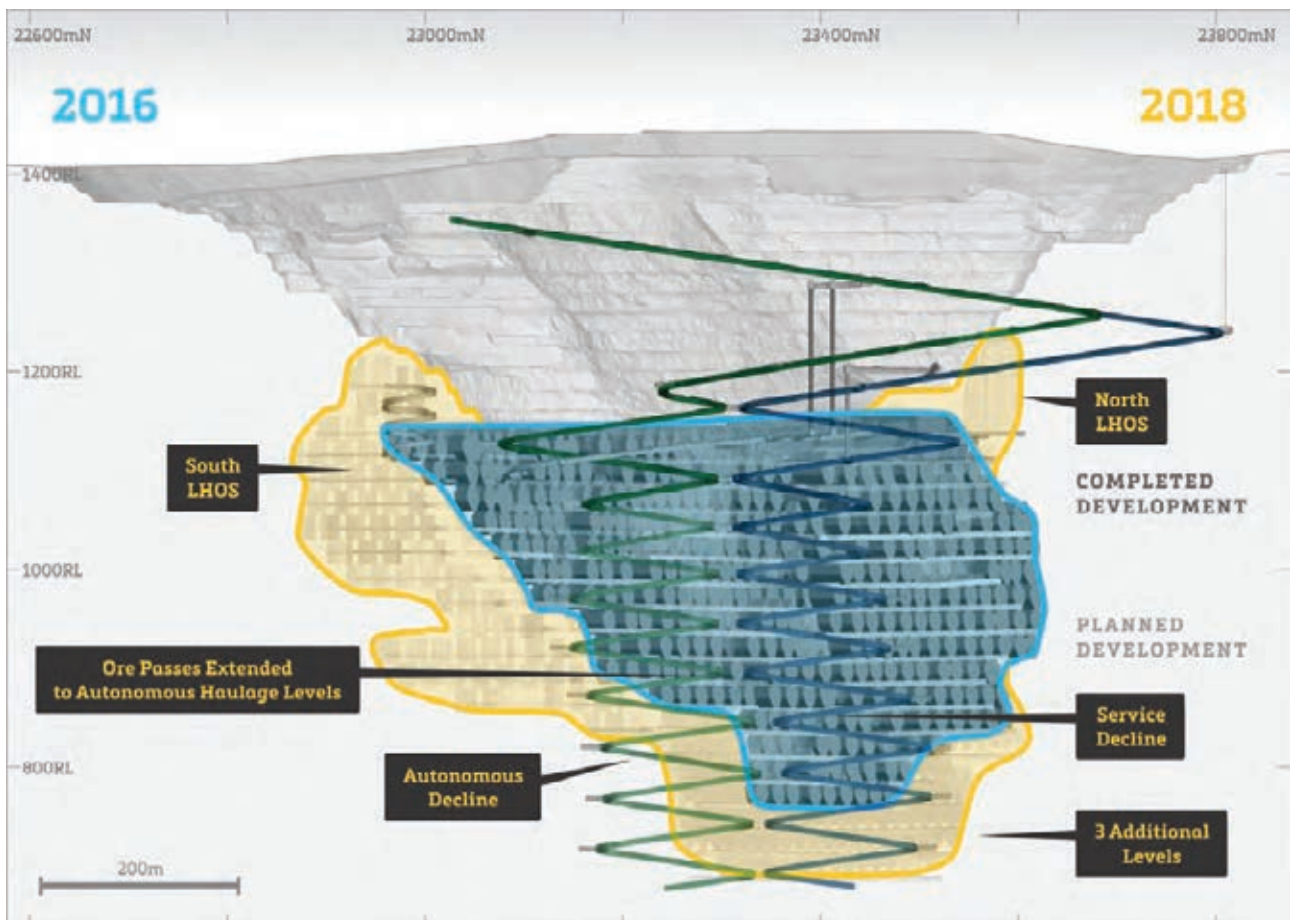 22600mN
23000mN
23400mN
23800mN
2016
2018
1400RL
1200RL
North
LHOS
South
LHOS
COMPLETED
DEVELOPMENT
1000RL
PLANNED
DEVELOPMENT
Ore Passes Extended
to Autonomous Haulage Levels
Service
Decline
800RL
Autonomous
Decline
3 Additional
Levels
200m